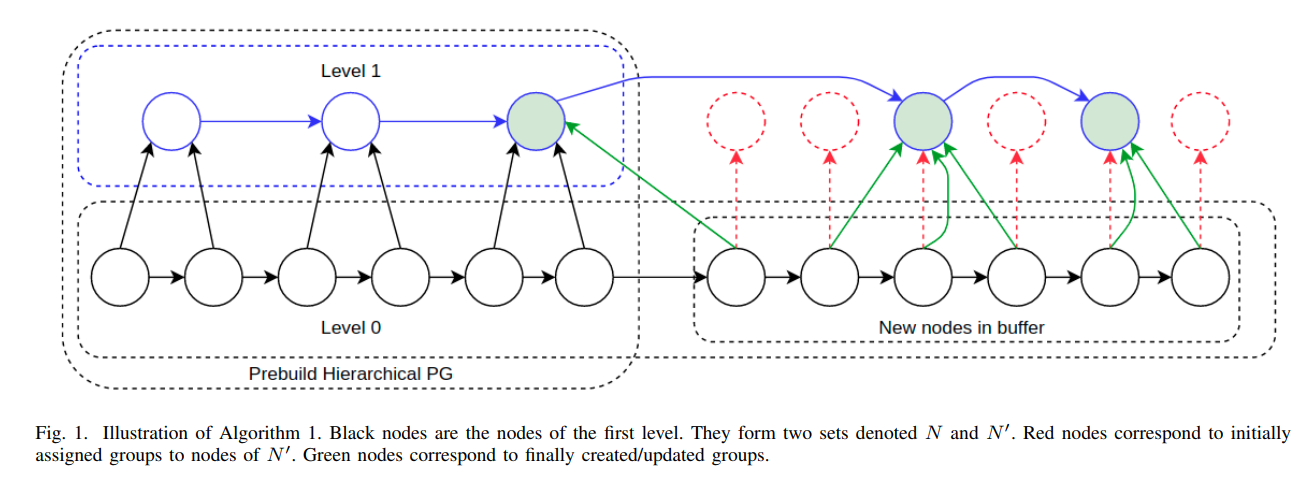 Level 1
Level 0
New nodes in buffer
Prebuild Hierarchical PG
Fig. 1. Illustration of Algorithm 1. Black nodes are the nodes of the first level. They form two sets denoted N and N′. Red nodes correspond to initially
assigned groups to nodes of N′. Green nodes correspond to finally created/updated groups.